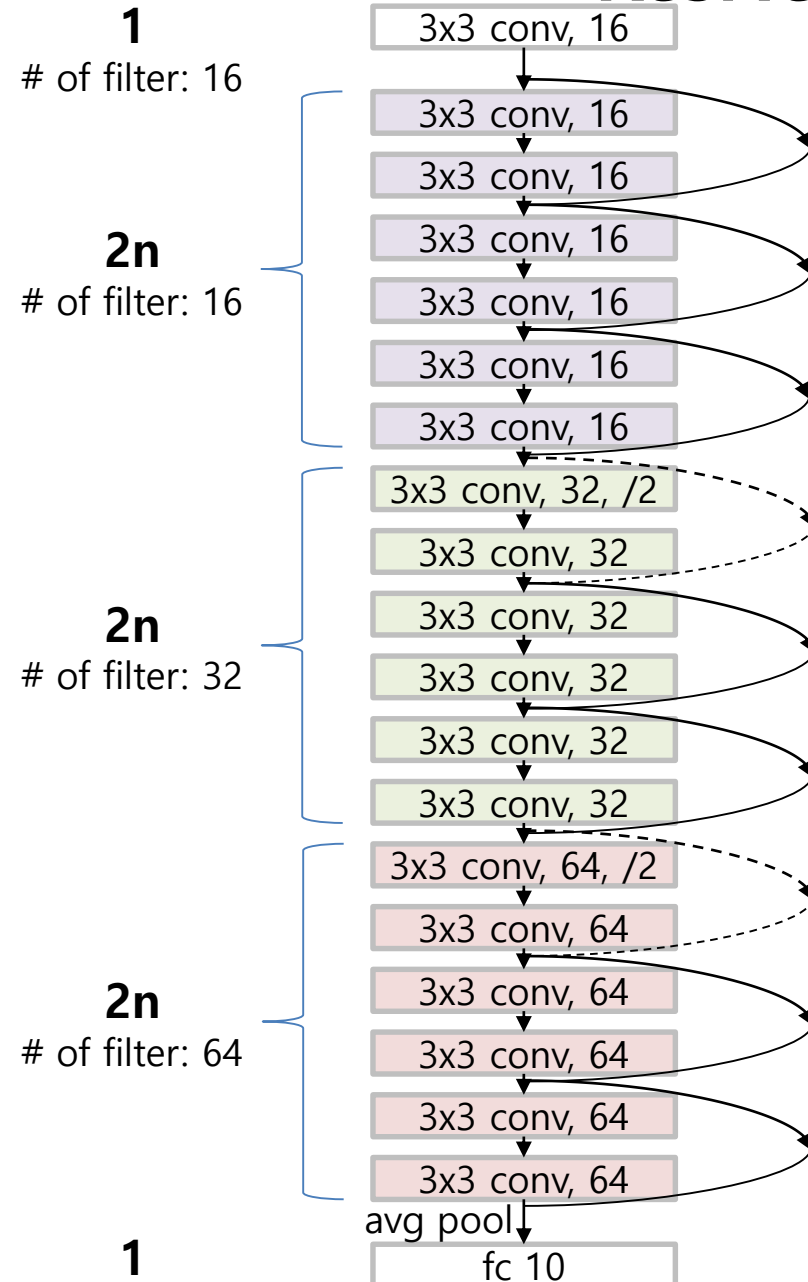 1
# of filter: 16
3x3 conv, 16
3x3 conv, 16
3x3 conv, 16
3x3 conv, 16
3x3 conv, 16
3x3 conv, 16
3x3 conv, 16
2n
# of filter: 16
3x3 conv, 32, /2
3x3 conv, 32
3x3 conv, 32
3x3 conv, 32
3x3 conv, 32
3x3 conv, 32
2n
# of filter: 32
3x3 conv, 64, /2
3x3 conv, 64
3x3 conv, 64
3x3 conv, 64
3x3 conv, 64
3x3 conv, 64
2n
# of filter: 64
avg pool
1
fc 10